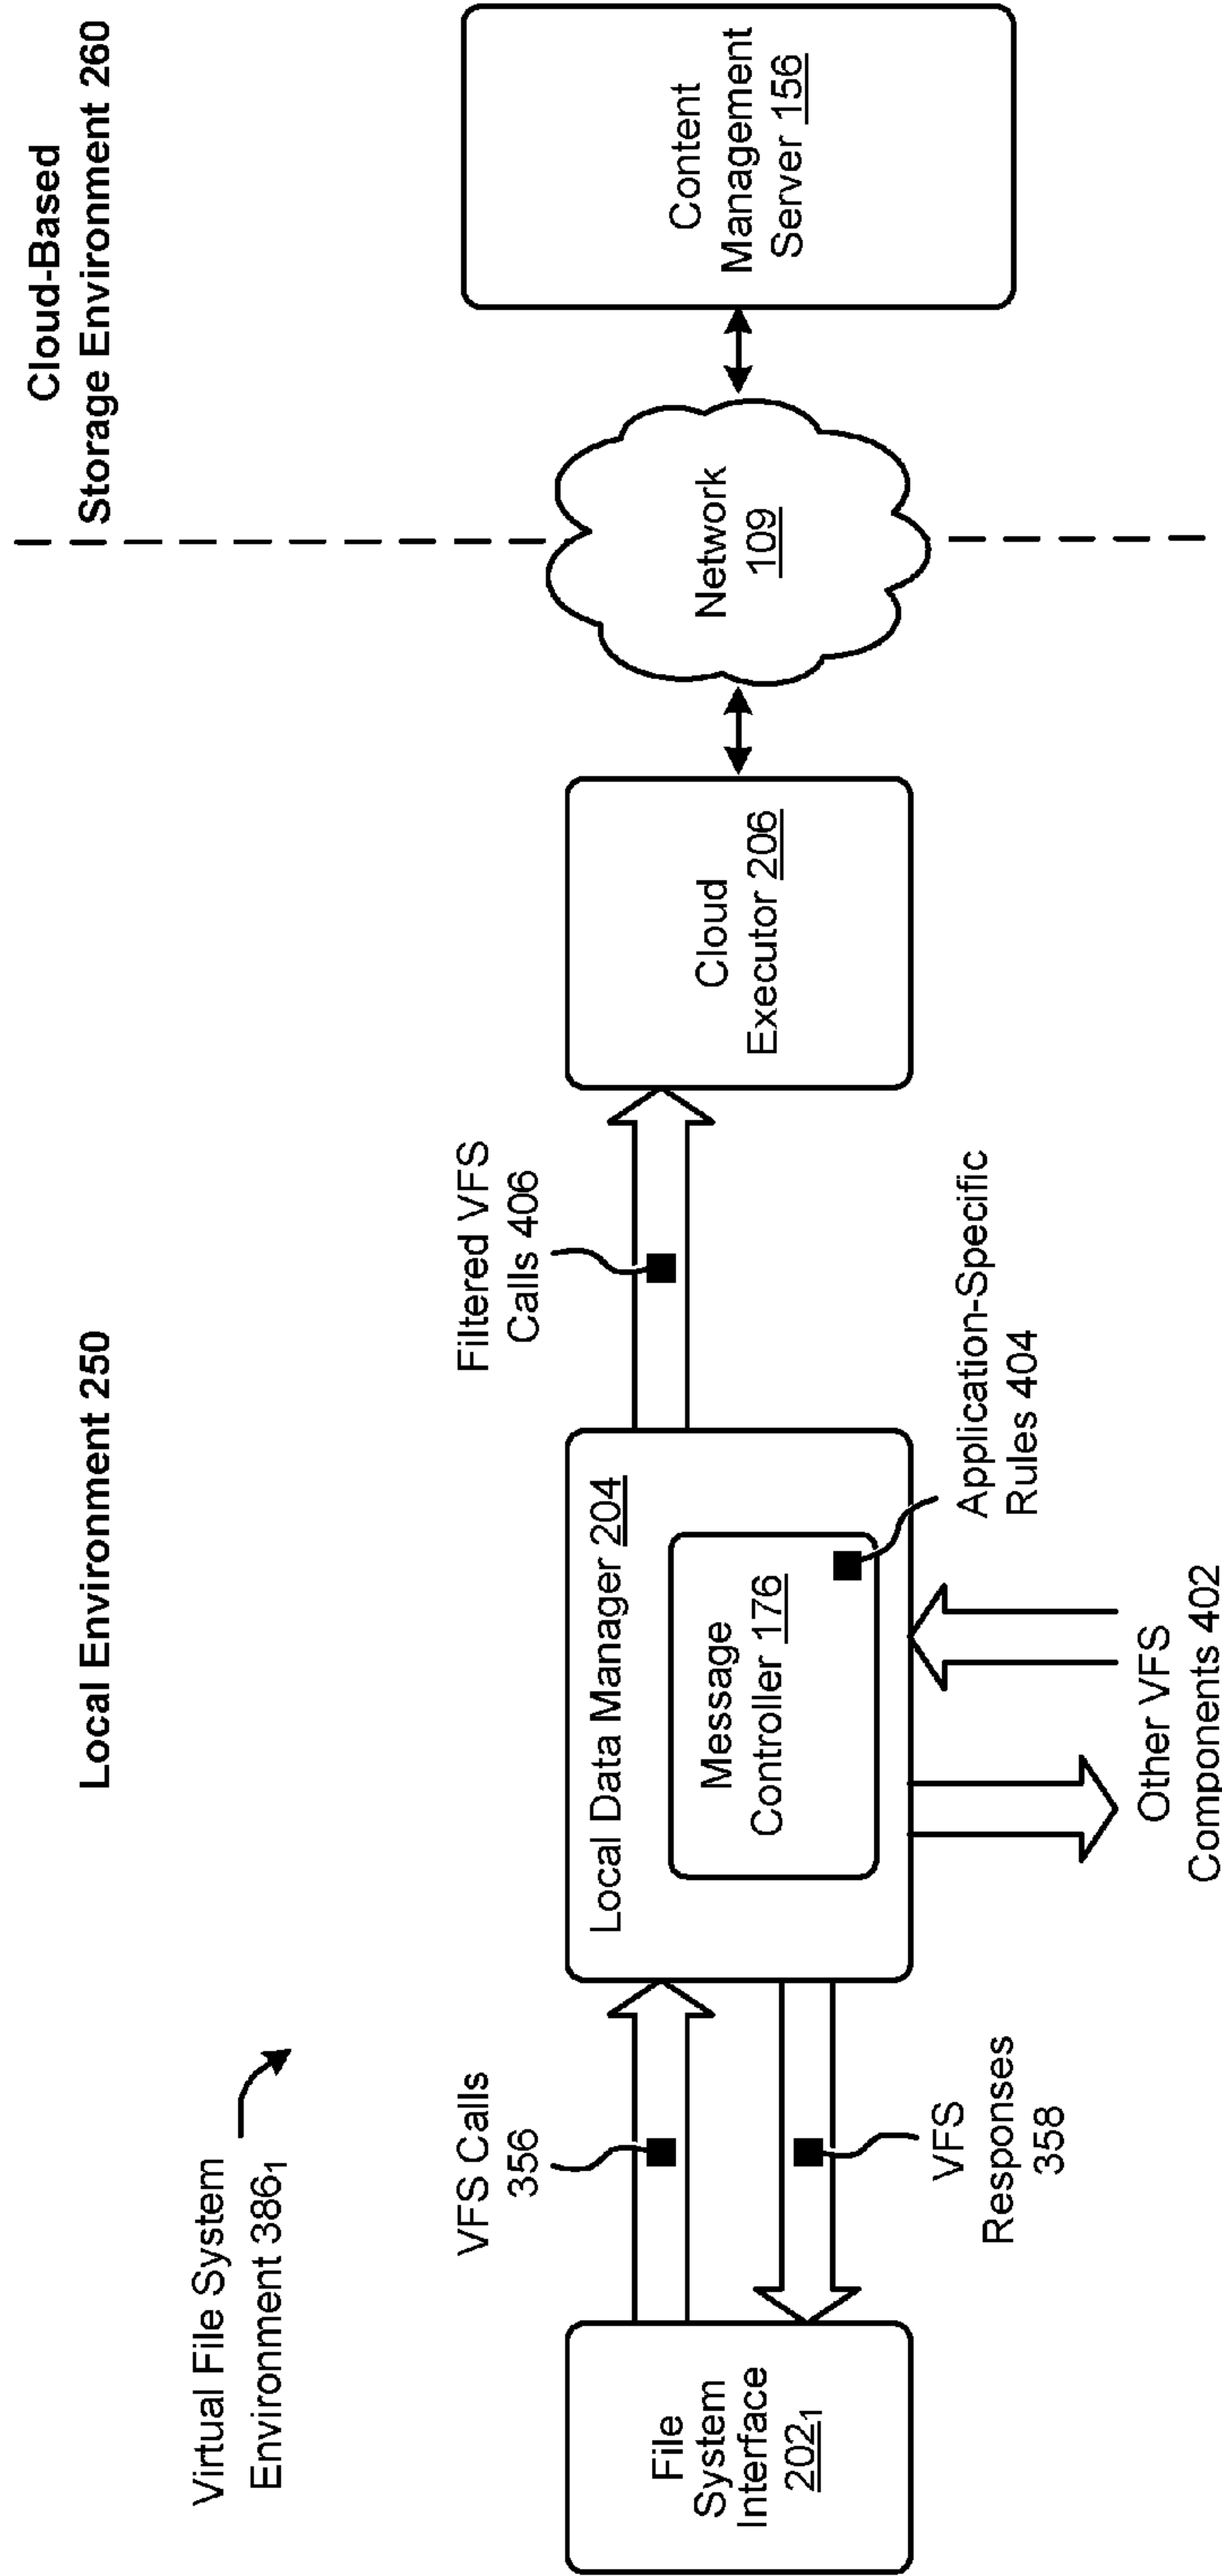 Cloud-Based
Storage Environment 260
Local Environment 250
Virtual File System
Environment 386₁
File
System
Interface
202₁
VFS Calls
356
VFS
Responses
358
Local Data Manager 204
Message
Controller 176
Other VFS
Components 402
Application-Specific
Rules 404
Filtered VFS
Calls 406
Cloud
Executor 206
Network
109
Content
Management
Server 156